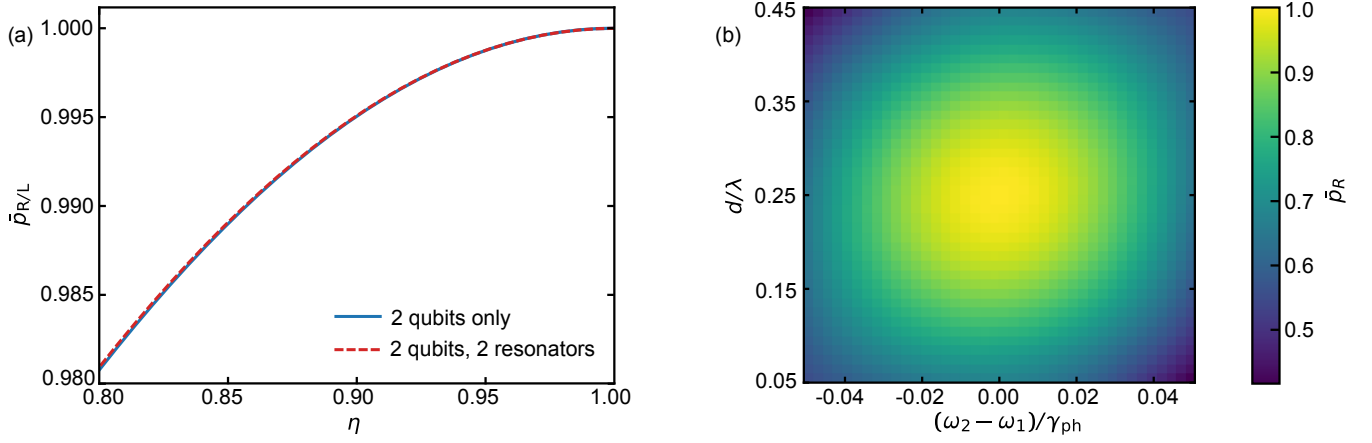 (a)
1.000
0.995
0.990
0.985
0.980
p̄R/L
2 qubits only
2 qubits, 2 resonators
0.80 0.85 0.90 0.95 1.00
η
(b)
0.45
0.35
0.25
0.15
0.05
d/λ
-0.04 -0.02 0.00 0.02 0.04
(ω₂ − ω₁)/γph
1.0
0.9
0.8
0.7
0.6
0.5
p̄R